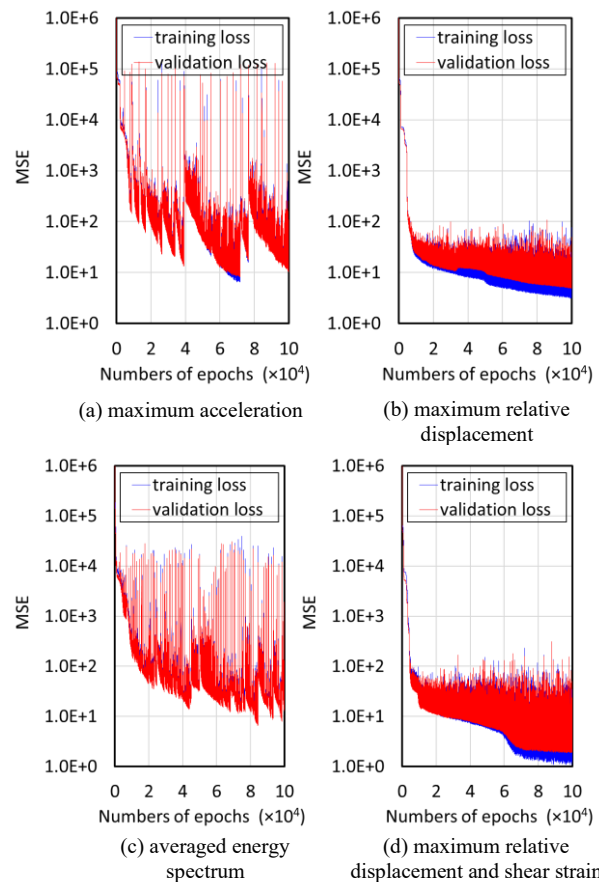 1.0E+6
training loss
validation loss
1.0E+5
1.0E+4
1.0E+3
1.0E+2
1.0E+1
1.0E+0
MSE
0 2 4 6 8 10
Numbers of epochs (×10⁴)
(a) maximum acceleration
1.0E+6
training loss
validation loss
1.0E+5
1.0E+4
1.0E+3
1.0E+2
1.0E+1
1.0E+0
MSE
0 2 4 6 8 10
Numbers of epochs (×10⁴)
(b) maximum relative
displacement
1.0E+6
training loss
validation loss
1.0E+5
1.0E+4
1.0E+3
1.0E+2
1.0E+1
1.0E+0
MSE
0 2 4 6 8 10
Numbers of epochs (×10⁴)
(c) averaged energy
spectrum
1.0E+6
training loss
validation loss
1.0E+5
1.0E+4
1.0E+3
1.0E+2
1.0E+1
1.0E+0
MSE
0 2 4 6 8 10
Numbers of epochs (×10⁴)
(d) maximum relative
displacement and shear strain